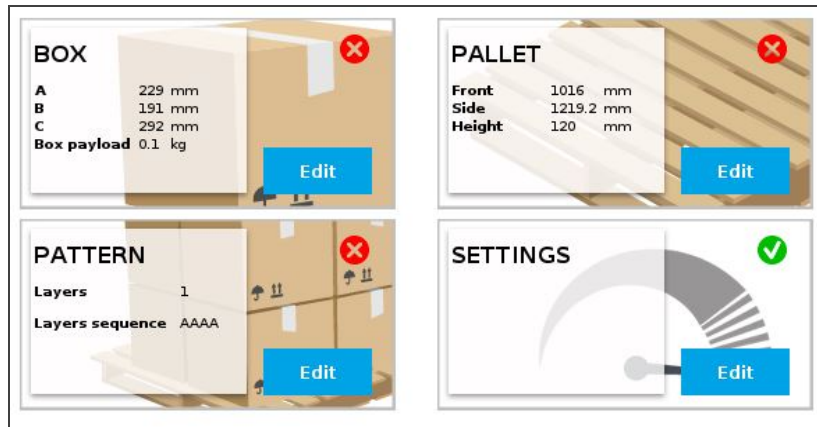 BOX
A 229 mm
B 191 mm
C 292 mm
Box payload 0.1 kg
Edit
PALLET
Front 1016 mm
Side 1219.2 mm
Height 120 mm
Edit
PATTERN
Layers 1
Layers sequence AAAA
Edit
SETTINGS
Edit